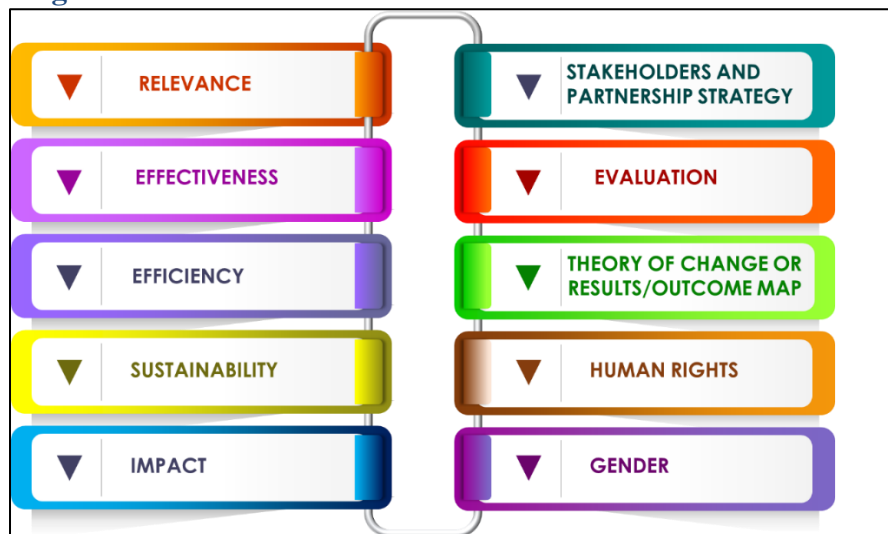 RELEVANCE
EFFECTIVENESS
EFFICIENCY
SUSTAINABILITY
IMPACT
STAKEHOLDERS AND
PARTNERSHIP STRATEGY
EVALUATION
THEORY OF CHANGE OR
RESULTS/OUTCOME MAP
HUMAN RIGHTS
GENDER